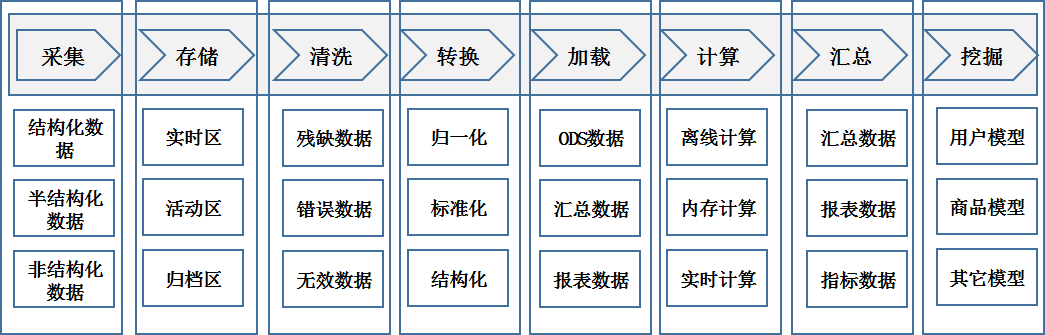 采集
存储
清洗
转换
加载
计算
汇总
挖掘
结构化数
据
实时区
残缺数据
归一化
ODS数据
离线计算
汇总数据
用户模型
半结构化
数据
活动区
错误数据
标准化
汇总数据
内存计算
报表数据
商品模型
非结构化
数据
归档区
无效数据
结构化
报表数据
实时计算
指标数据
其它模型